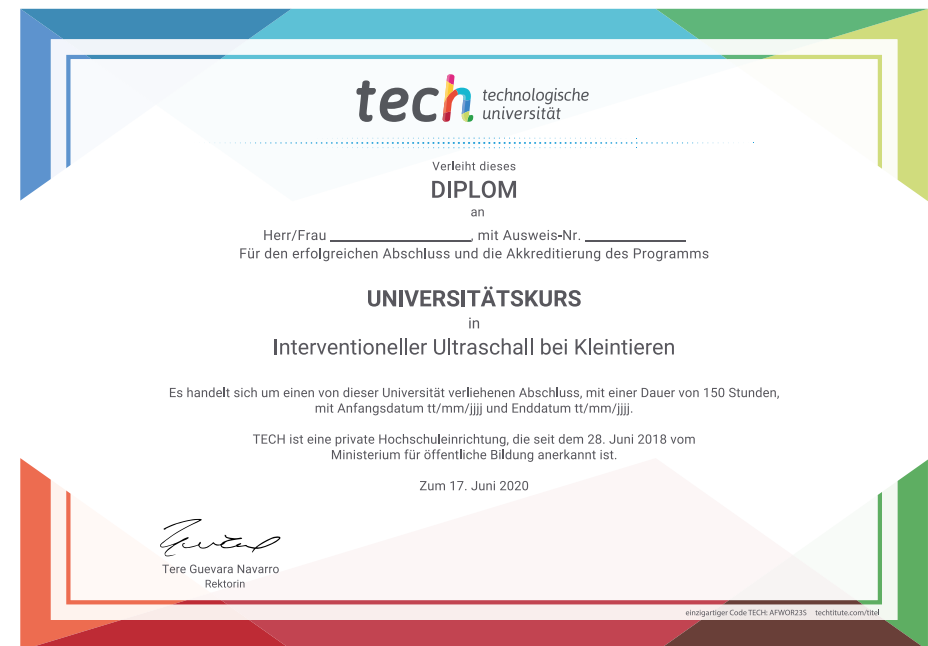 tech technologische
universität
Verleiht dieses
DIPLOM
an
Herr/Frau ____________________, mit Ausweis-Nr. ______________
Für den erfolgreichen Abschluss und die Akkreditierung des Programms
UNIVERSITÄTSKURS
in
Interventioneller Ultraschall bei Kleintieren
Es handelt sich um einen von dieser Universität verliehenen Abschluss, mit einer Dauer von 150 Stunden,
mit Anfangsdatum tt/mm/jjjj und Enddatum tt/mm/jjjj.
TECH ist eine private Hochschuleinrichtung, die seit dem 28. Juni 2018 vom
Ministerium für öffentliche Bildung anerkannt ist.
Zum 17. Juni 2020
Tere Guevara Navarro
Rektorin
einzigartiger Code TECH: AFWOR23S techtitute.com/titel